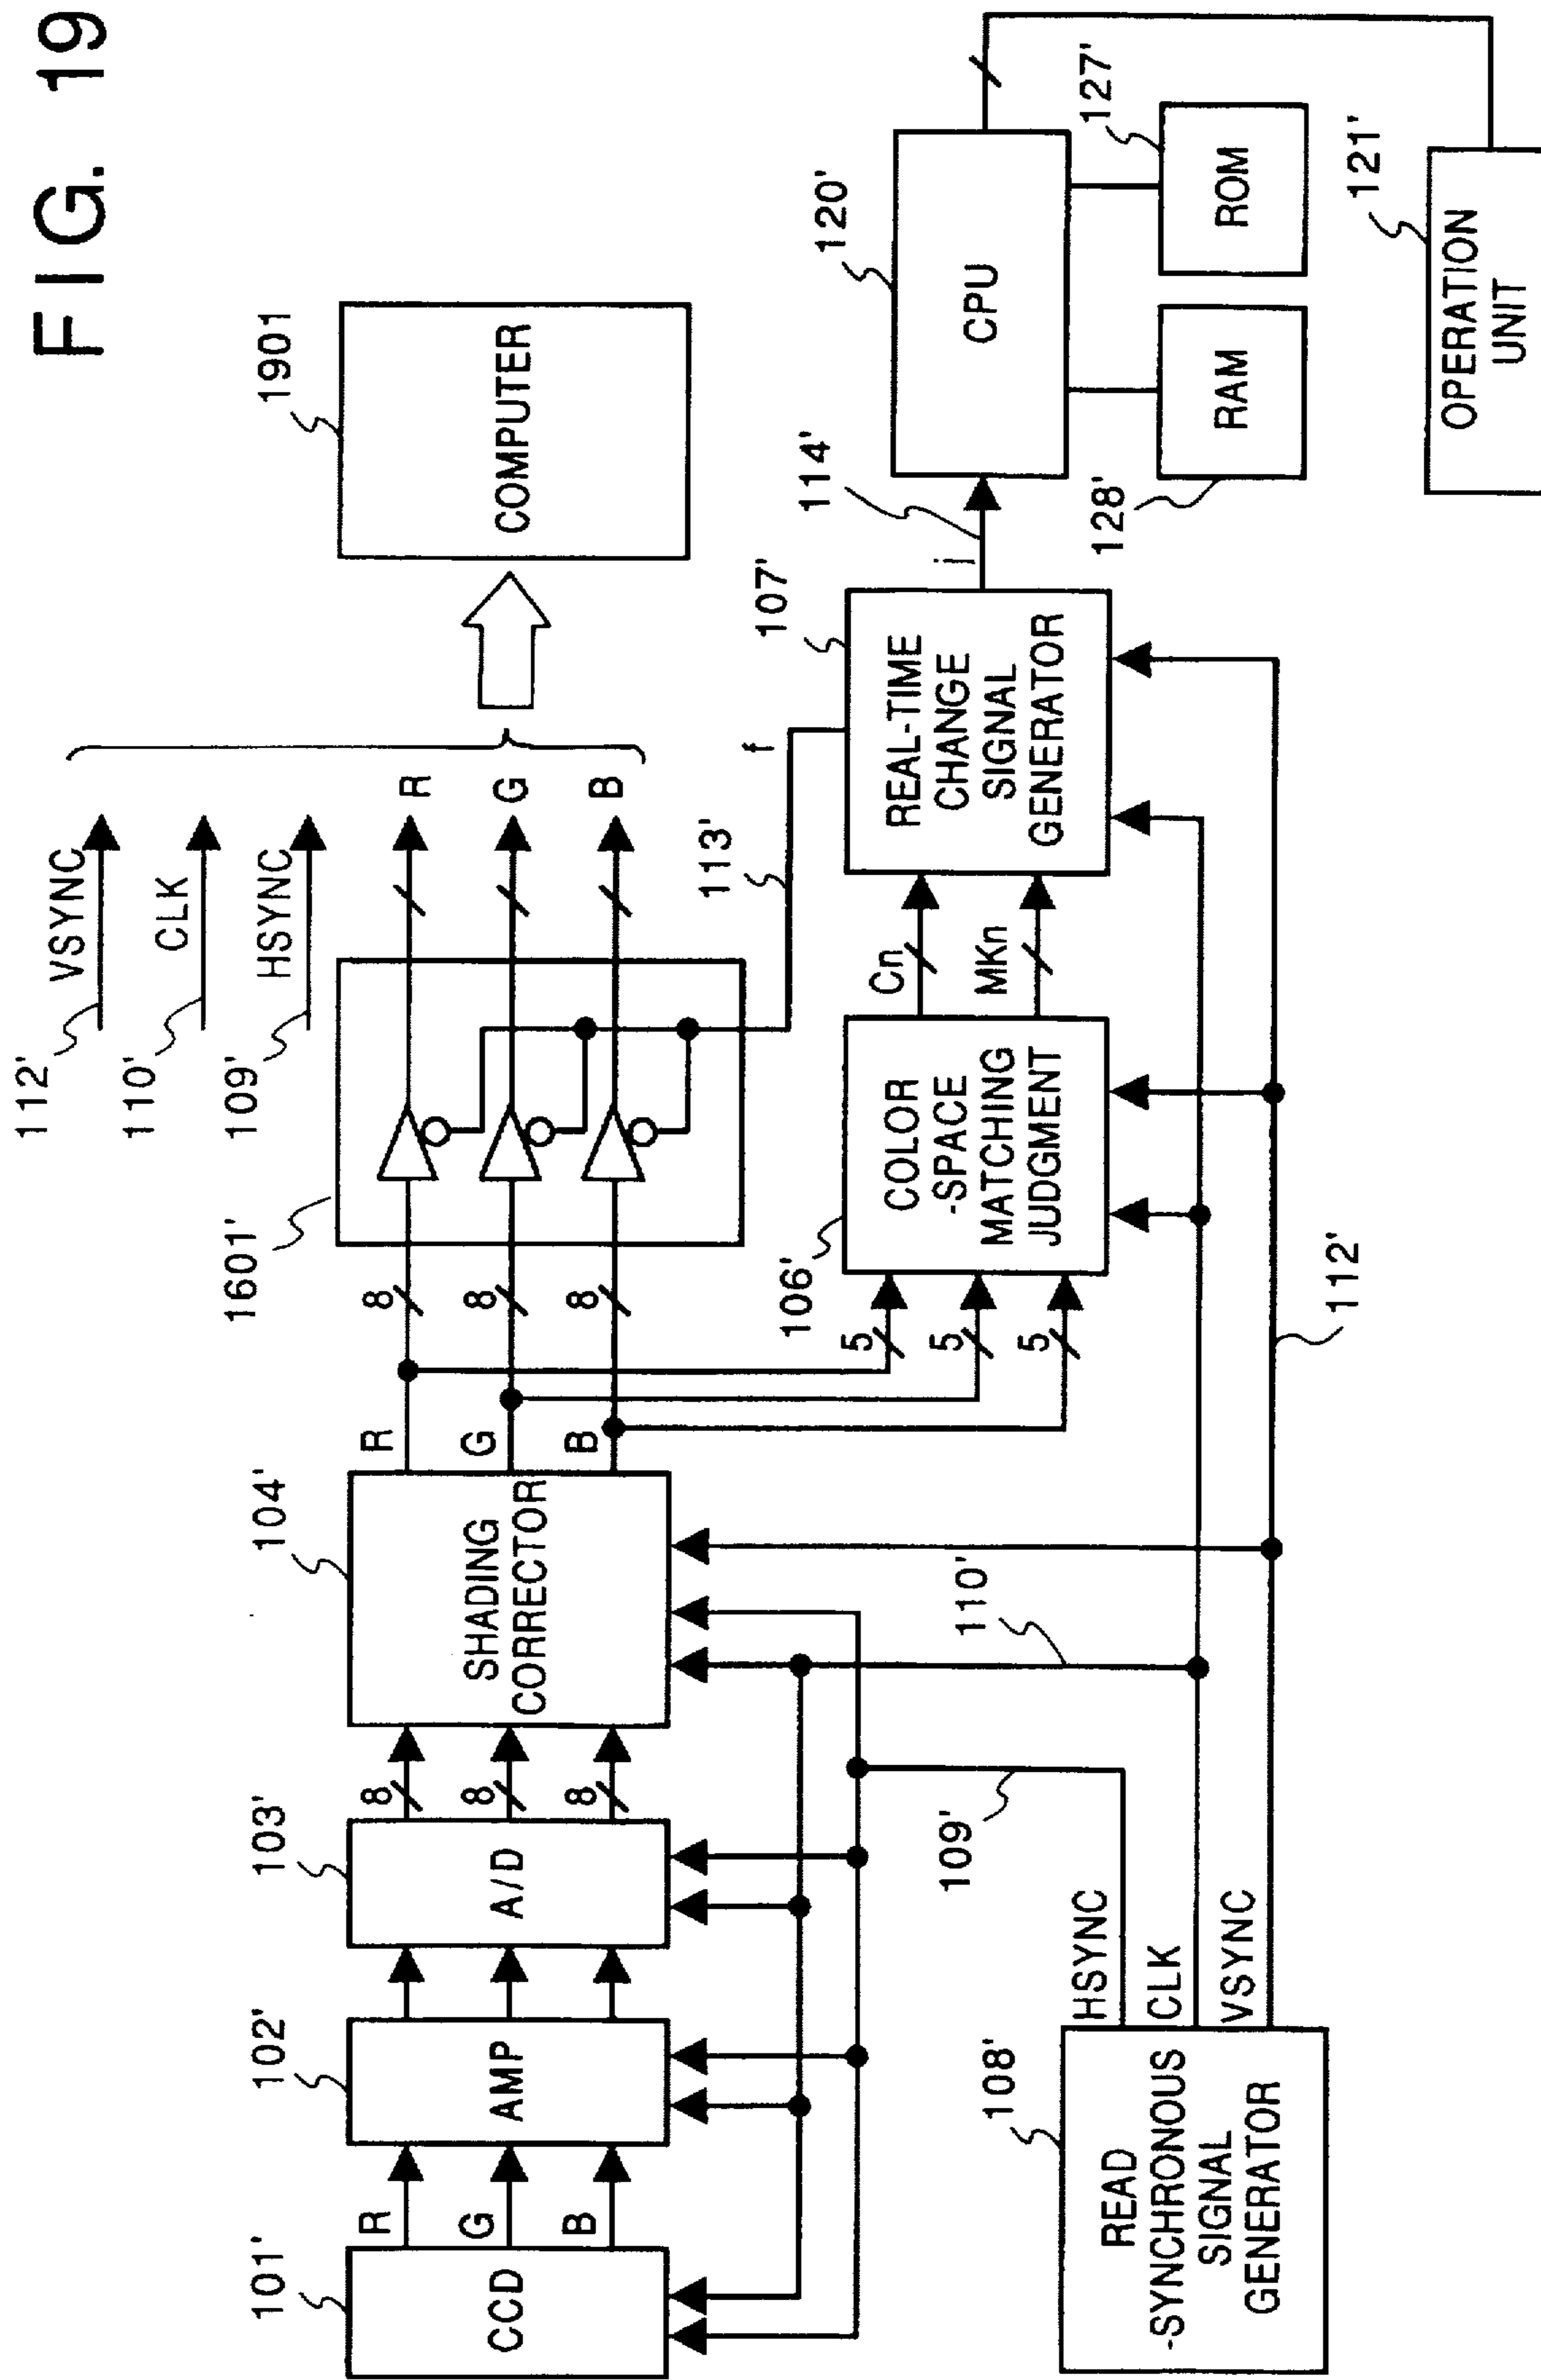 FIG. 19
112'
VSYNC
110'
CLK
109'
HSYNC
1901
COMPUTER
101'
CCD
R
G
B
102'
AMP
103'
A/D
8
8
8
104'
SHADING
CORRECTOR
R
G
B
8
8
8
1601'
R
G
B
113'
f
5
5
5
106'
COLOR
-SPACE
MATCHING
JUDGMENT
Cn
MKn
107'
REAL-TIME
CHANGE
SIGNAL
GENERATOR
j
114'
120'
CPU
128'
RAM
127'
ROM
121'
OPERATION
UNIT
108'
READ
-SYNCHRONOUS
SIGNAL
GENERATOR
HSYNC
CLK
VSYNC
109'
110'
112'